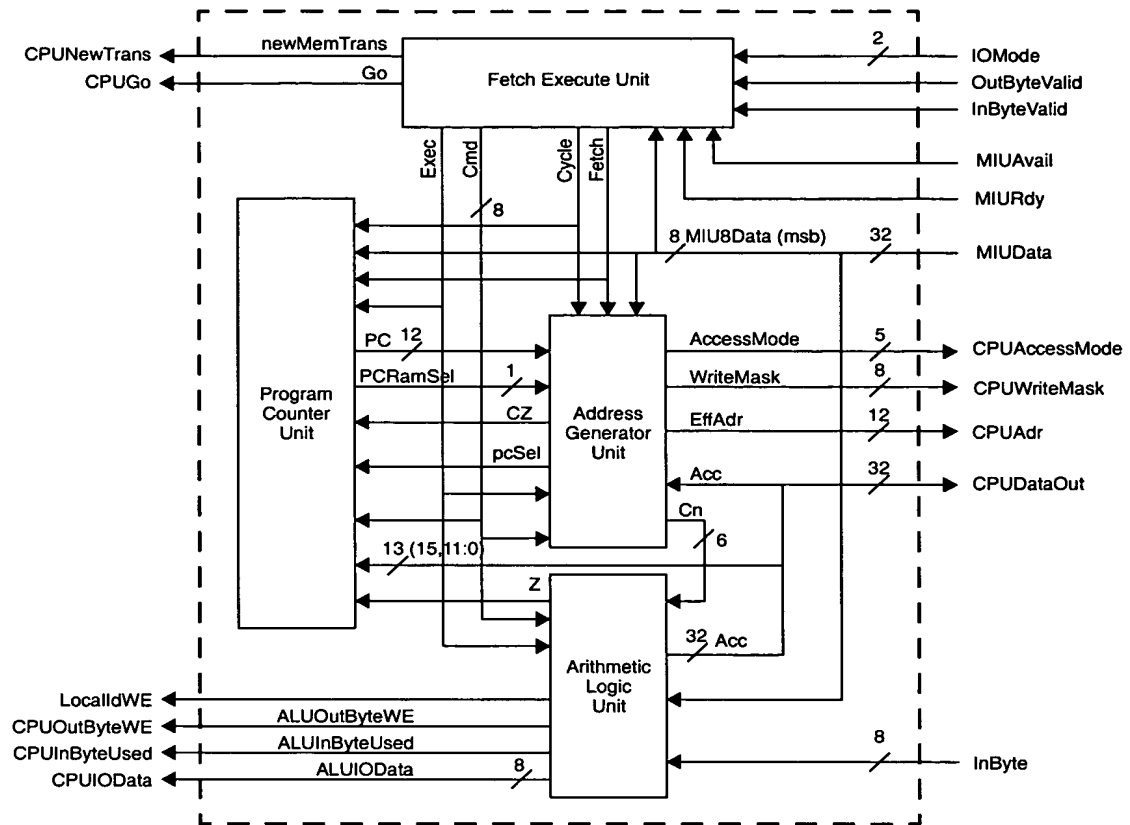 CPUNewTrans
newMemTrans
CPUGo
Go
Fetch Execute Unit
2
IOMode
OutByteValid
InByteValid
MIUAvail
MIURdy
Exec
Cmd
Cycle
Fetch
8
8 MIU8Data (msb)
32
MIUData
PC 12
PCRamSel 1
CZ
pcSel
Program
Counter
Unit
Address
Generator
Unit
AccessMode
5
CPUAccessMode
WriteMask
8
CPUWriteMask
EffAdr
12
CPUAdr
Acc
32
CPUDataOut
Cn
6
13 (15,11:0)
Z
32 Acc
Arithmetic
Logic
Unit
LocalIdWE
CPUOutByteWE
ALUOutByteWE
CPUInByteUsed
ALUInByteUsed
CPUIOData
ALUIOData
8
8
InByte